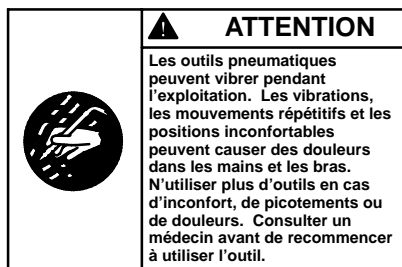 ATTENTION
Les outils pneumatiques
peuvent vibrer pendant
l'exploitation. Les vibrations,
les mouvements répétitifs et les
positions inconfortables
peuvent causer des douleurs
dans les mains et les bras.
N'utiliser plus d'outils en cas
d'inconfort, de picotements ou
de douleurs. Consulter un
médecin avant de recommencer
à utiliser l'outil.